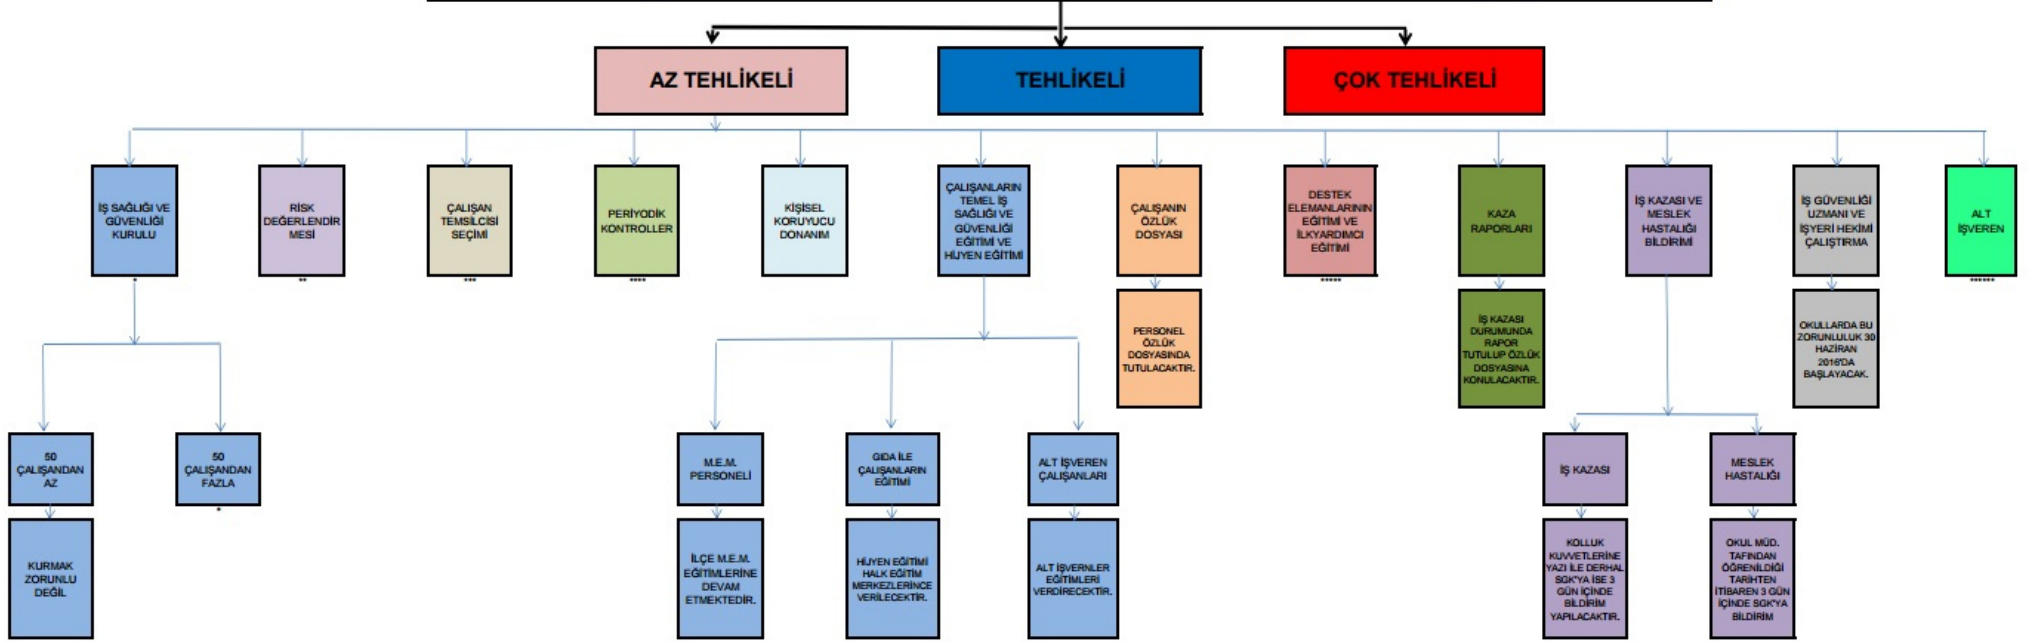 AZ TEHLİKELİ
TEHLİKELİ
ÇOK TEHLİKELİ
İŞ SAĞLIĞI VE
GÜVENLİĞİ
KURULU
*
RİSK
DEĞERLENDİR
MESİ
**
ÇALIŞAN
TEMSİLCİSİ
SEÇİMİ
***
PERİYODİK
KONTROLLER
****
KİŞİSEL
KORUYUCU
DONANIM
ÇALIŞANLARIN
TEMEL İŞ
SAĞLIĞI VE
GÜVENLİĞİ
EĞİTİMİ VE
HİJYEN EĞİTİMİ
ÇALIŞANIN
ÖZLÜK
DOSYASI
DESTEK
ELEMANLARININ
EĞİTİMİ VE
İLKYARDIMCI
EĞİTİMİ
*****
KAZA
RAPORLARI
İŞ KAZASI VE
MESLEK
HASTALIĞI
BİLDİRİMİ
İŞ GÜVENLİĞİ
UZMANI VE
İŞYERİ HEKİMİ
ÇALIŞTIRMA
ALT
İŞVEREN
******
PERSONEL
ÖZLÜK
DOSYASINDA
TUTULACAKTIR.
İŞ KAZASI
DURUMUNDA
RAPOR
TUTULUP ÖZLÜK
DOSYASINA
KONULACAKTIR.
OKULLARDA BU
ZORUNLULUK 30
HAZİRAN
2016'DA
BAŞLAYACAK.
50
ÇALIŞANDAN
AZ
50
ÇALIŞANDAN
FAZLA
*
M.E.M.
PERSONELİ
GIDA İLE
ÇALIŞANLARIN
EĞİTİMİ
ALT İŞVEREN
ÇALIŞANLARI
İŞ KAZASI
MESLEK
HASTALIĞI
KURMAK
ZORUNLU
DEĞİL
İLÇE M.E.M.
EĞİTİMLERİNE
DEVAM
ETMEKTEDİR.
HİJYEN EĞİTİMİ
HALK EĞİTİM
MERKEZLERİNCE
VERİLECEKTİR.
ALT İŞVERNLER
EĞİTİMLERİ
VERDİRECEKTİR.
KOLLUK
KUVVETLERİNE
YAZI İLE DERHAL
SGK'YA İSE 3
GÜN İÇİNDE
BİLDİRİM
YAPILACAKTIR.
OKUL MÜD.
TAFINDAN
ÖĞRENİLDİĞİ
TARİHTEN
İTİBAREN 3 GÜN
İÇİNDE SGK'YA
BİLDİRİM